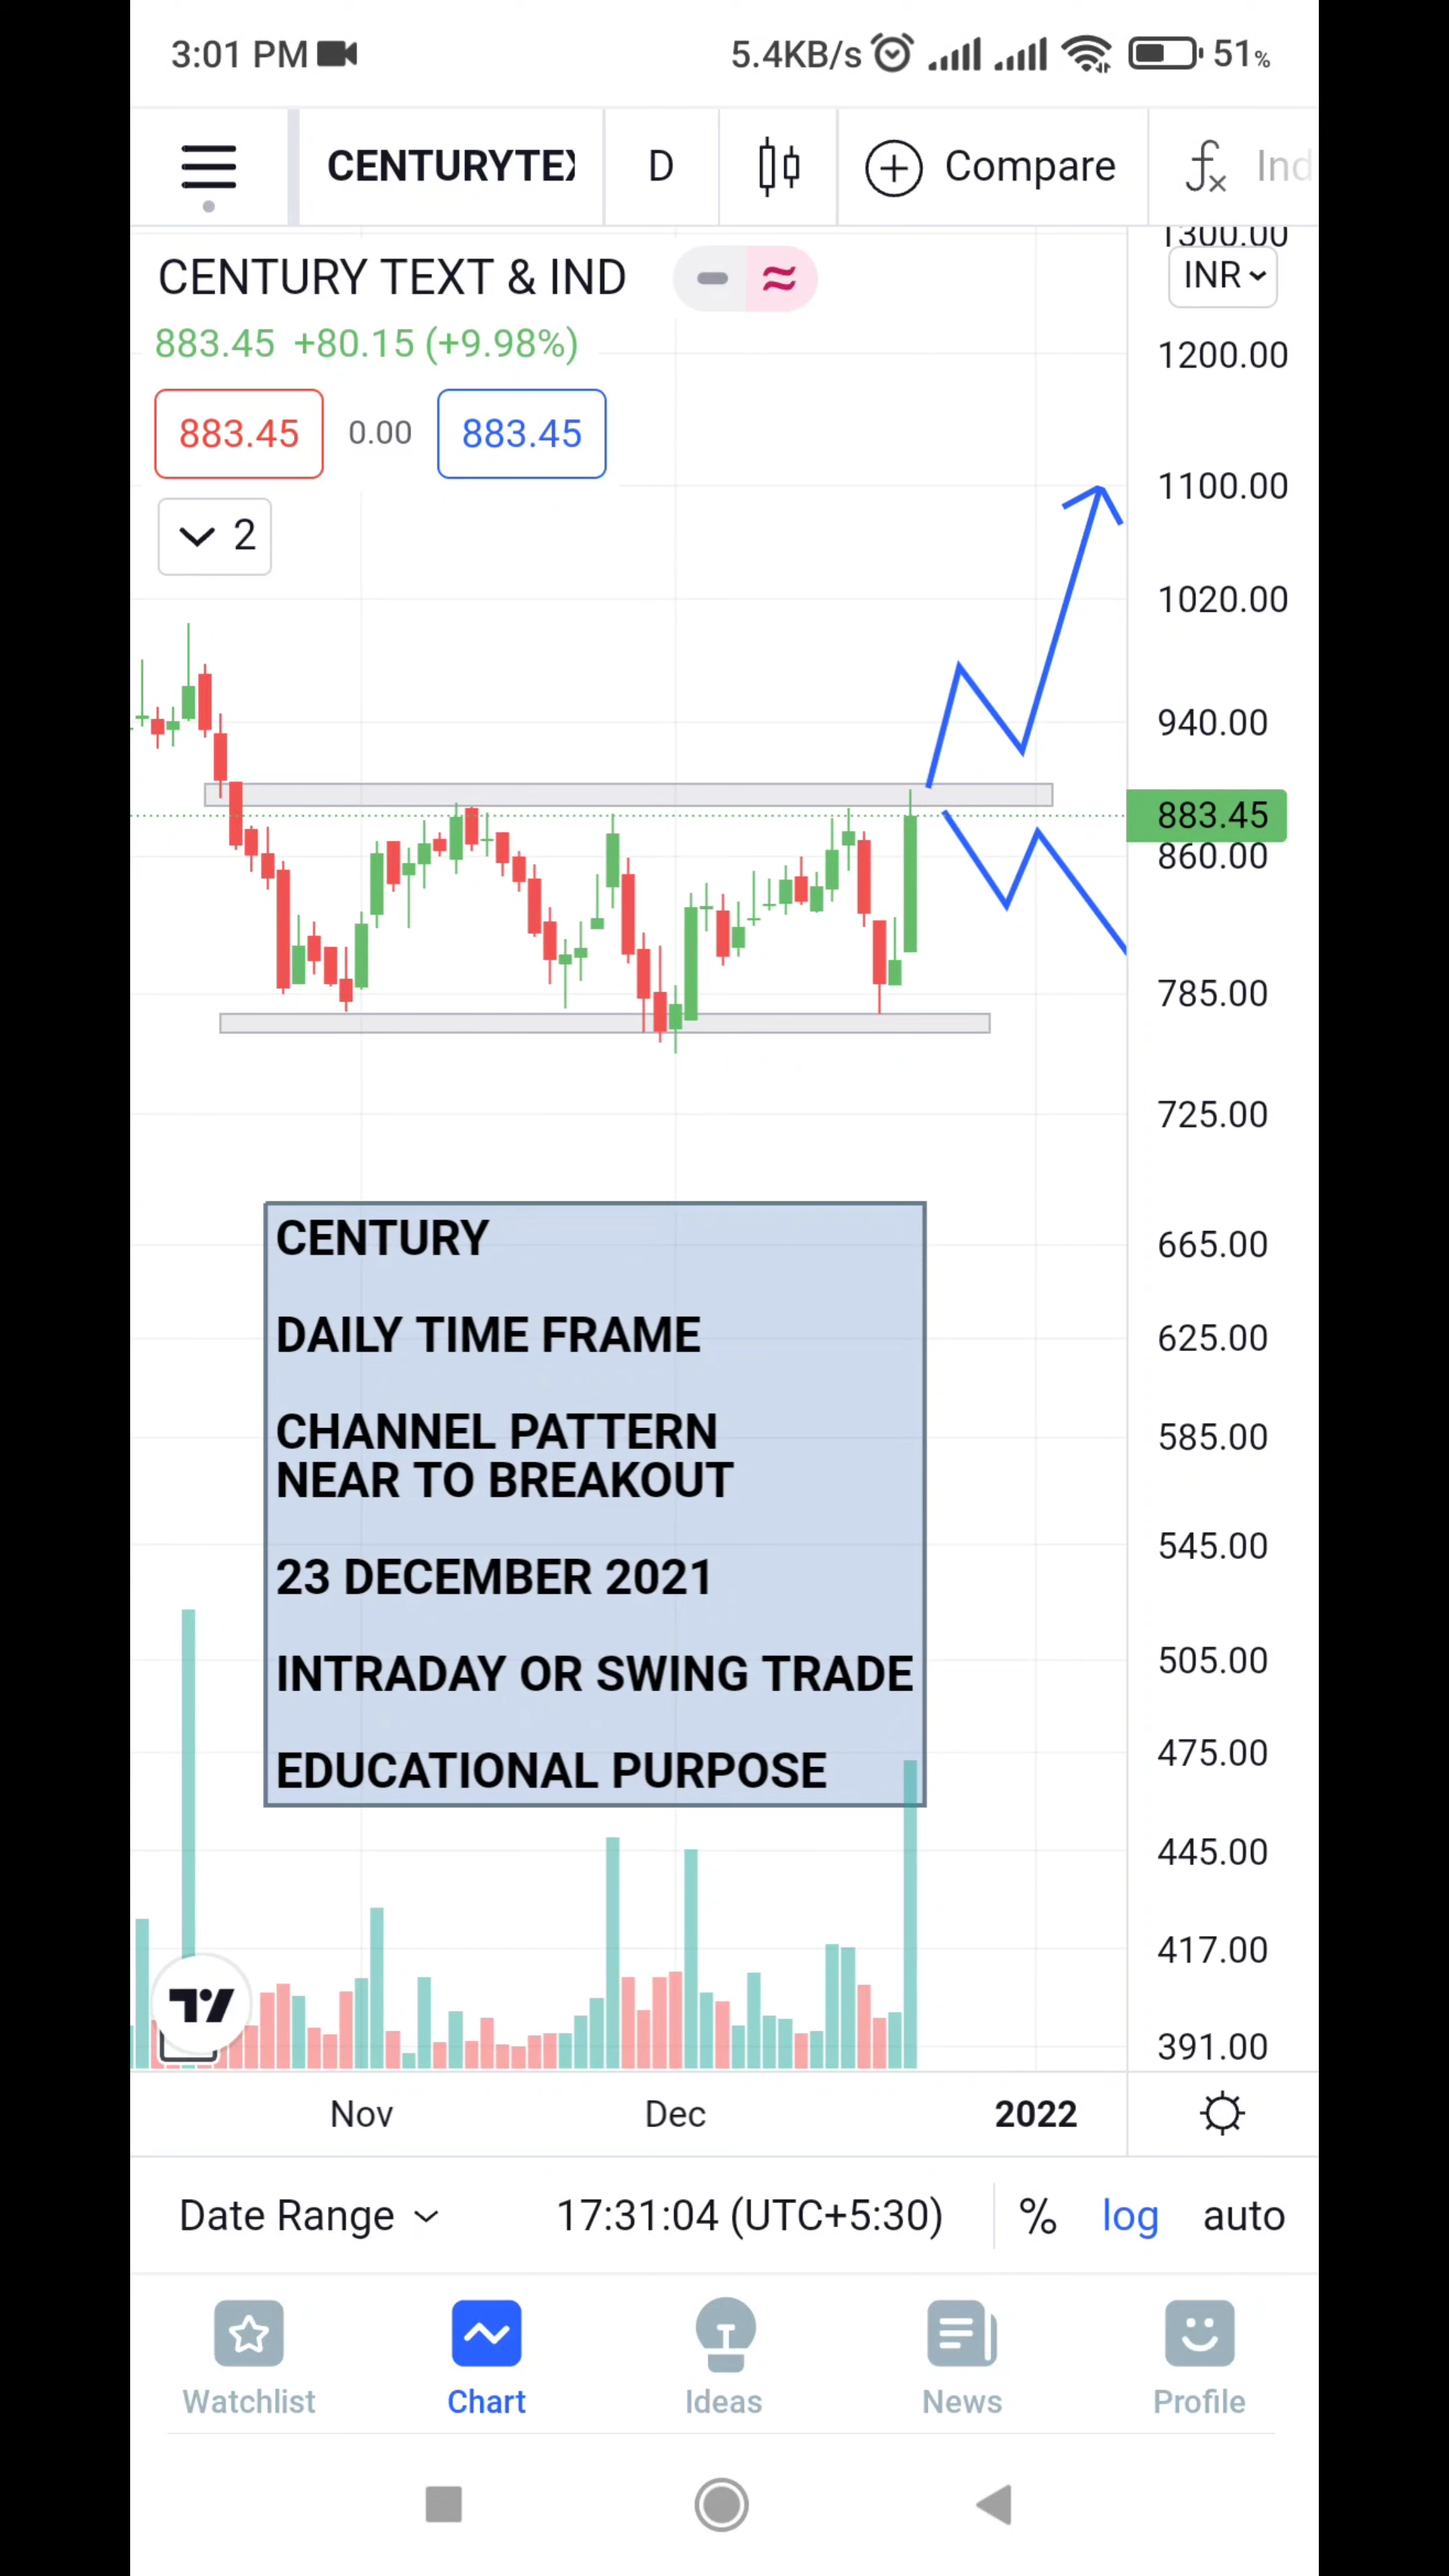 3:01 PM 5.4KB/s 51%
CENTURYTEX D Compare Ind
1300.00
CENTURY TEXT & IND INR
883.45 +80.15 (+9.98%)
1200.00
883.45 0.00 883.45
1100.00
2
1020.00
940.00
883.45
860.00
785.00
725.00
CENTURY
665.00
DAILY TIME FRAME
625.00
CHANNEL PATTERN
585.00
NEAR TO BREAKOUT
545.00
23 DECEMBER 2021
505.00
INTRADAY OR SWING TRADE
475.00
EDUCATIONAL PURPOSE
445.00
417.00
391.00
Nov Dec 2022
Date Range 17:31:04 (UTC+5:30) % log auto
Watchlist Chart Ideas News Profile